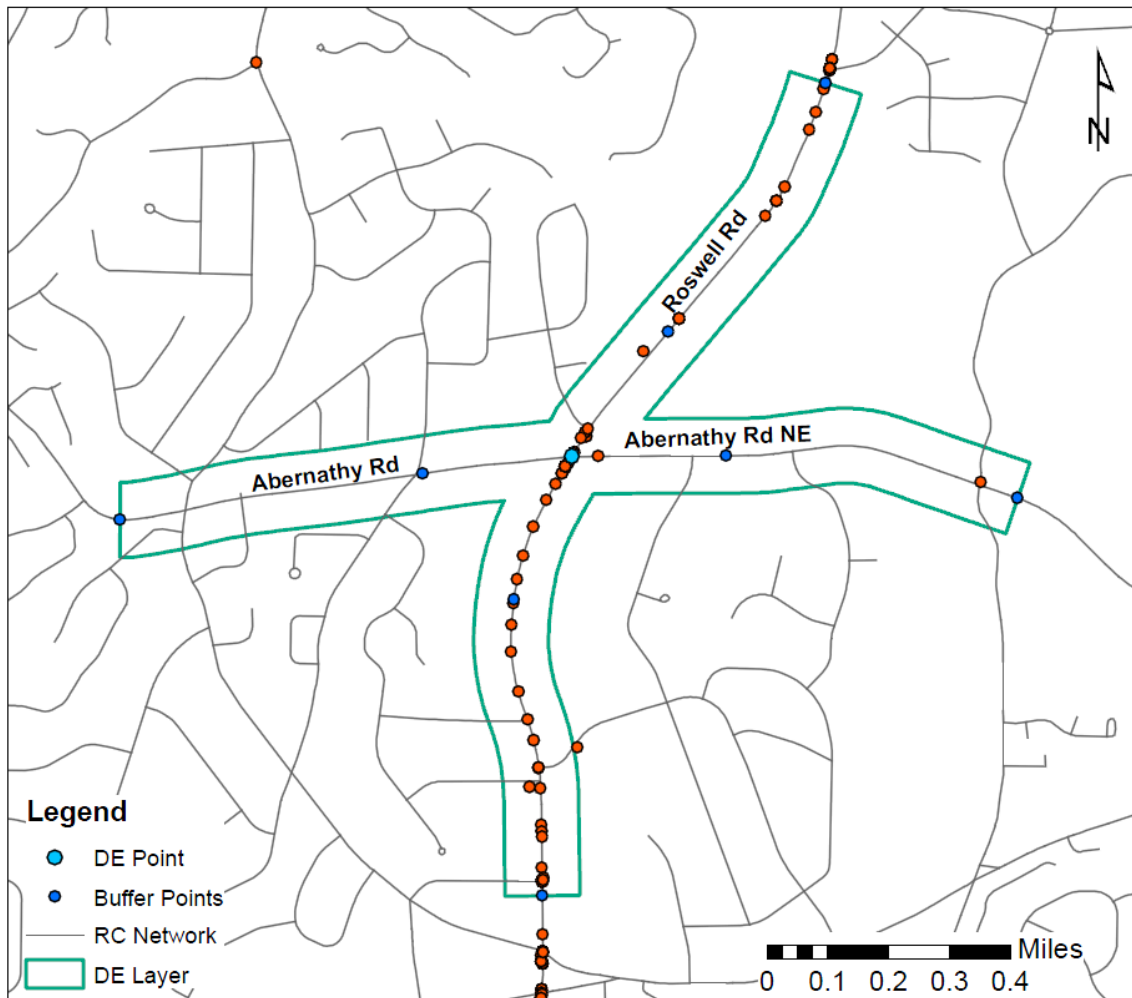 N
Roswell Rd
Abernathy Rd NE
Abernathy Rd
Legend
DE Point
Buffer Points
RC Network
DE Layer
Miles
0 0.1 0.2 0.3 0.4